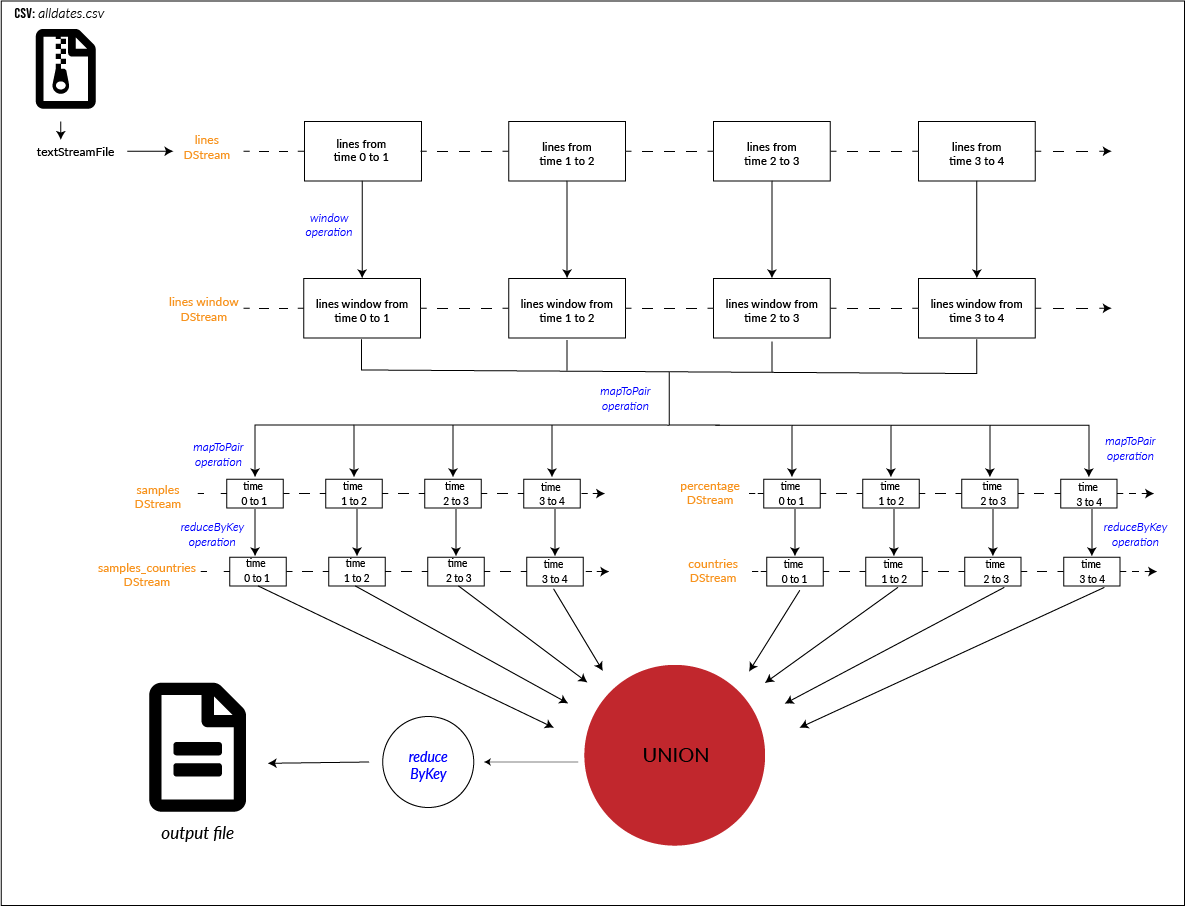 CSV: alldates.csv
textStreamFile
lines
DStream
lines from
time 0 to 1
lines from
time 1 to 2
lines from
time 2 to 3
lines from
time 3 to 4
window
operation
lines window
DStream
lines window from
time 0 to 1
lines window from
time 1 to 2
lines window from
time 2 to 3
lines window from
time 3 to 4
mapToPair
operation
mapToPair
operation
mapToPair
operation
samples
DStream
time
0 to 1
time
1 to 2
time
2 to 3
time
3 to 4
percentage
DStream
time
0 to 1
time
1 to 2
time
2 to 3
time
3 to 4
reduceByKey
operation
reduceByKey
operation
samples_countries
DStream
time
0 to 1
time
1 to 2
time
2 to 3
time
3 to 4
countries
DStream
time
0 to 1
time
1 to 2
time
2 to 3
time
3 to 4
UNION
reduce
ByKey
output file